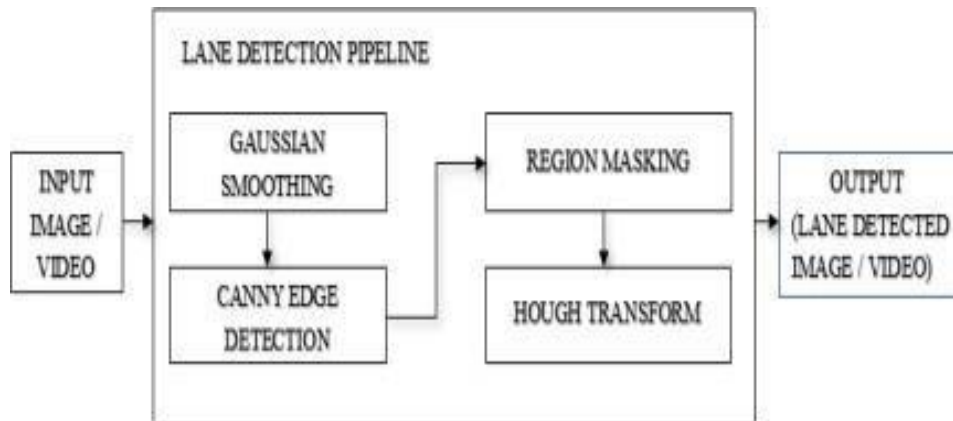 LANE DETECTION PIPELINE
INPUT
IMAGE /
VIDEO
GAUSSIAN
SMOOTHING
CANNY EDGE
DETECTION
REGION MASKING
HOUGH TRANSFORM
OUTPUT
(LANE DETECTED
IMAGE / VIDEO)